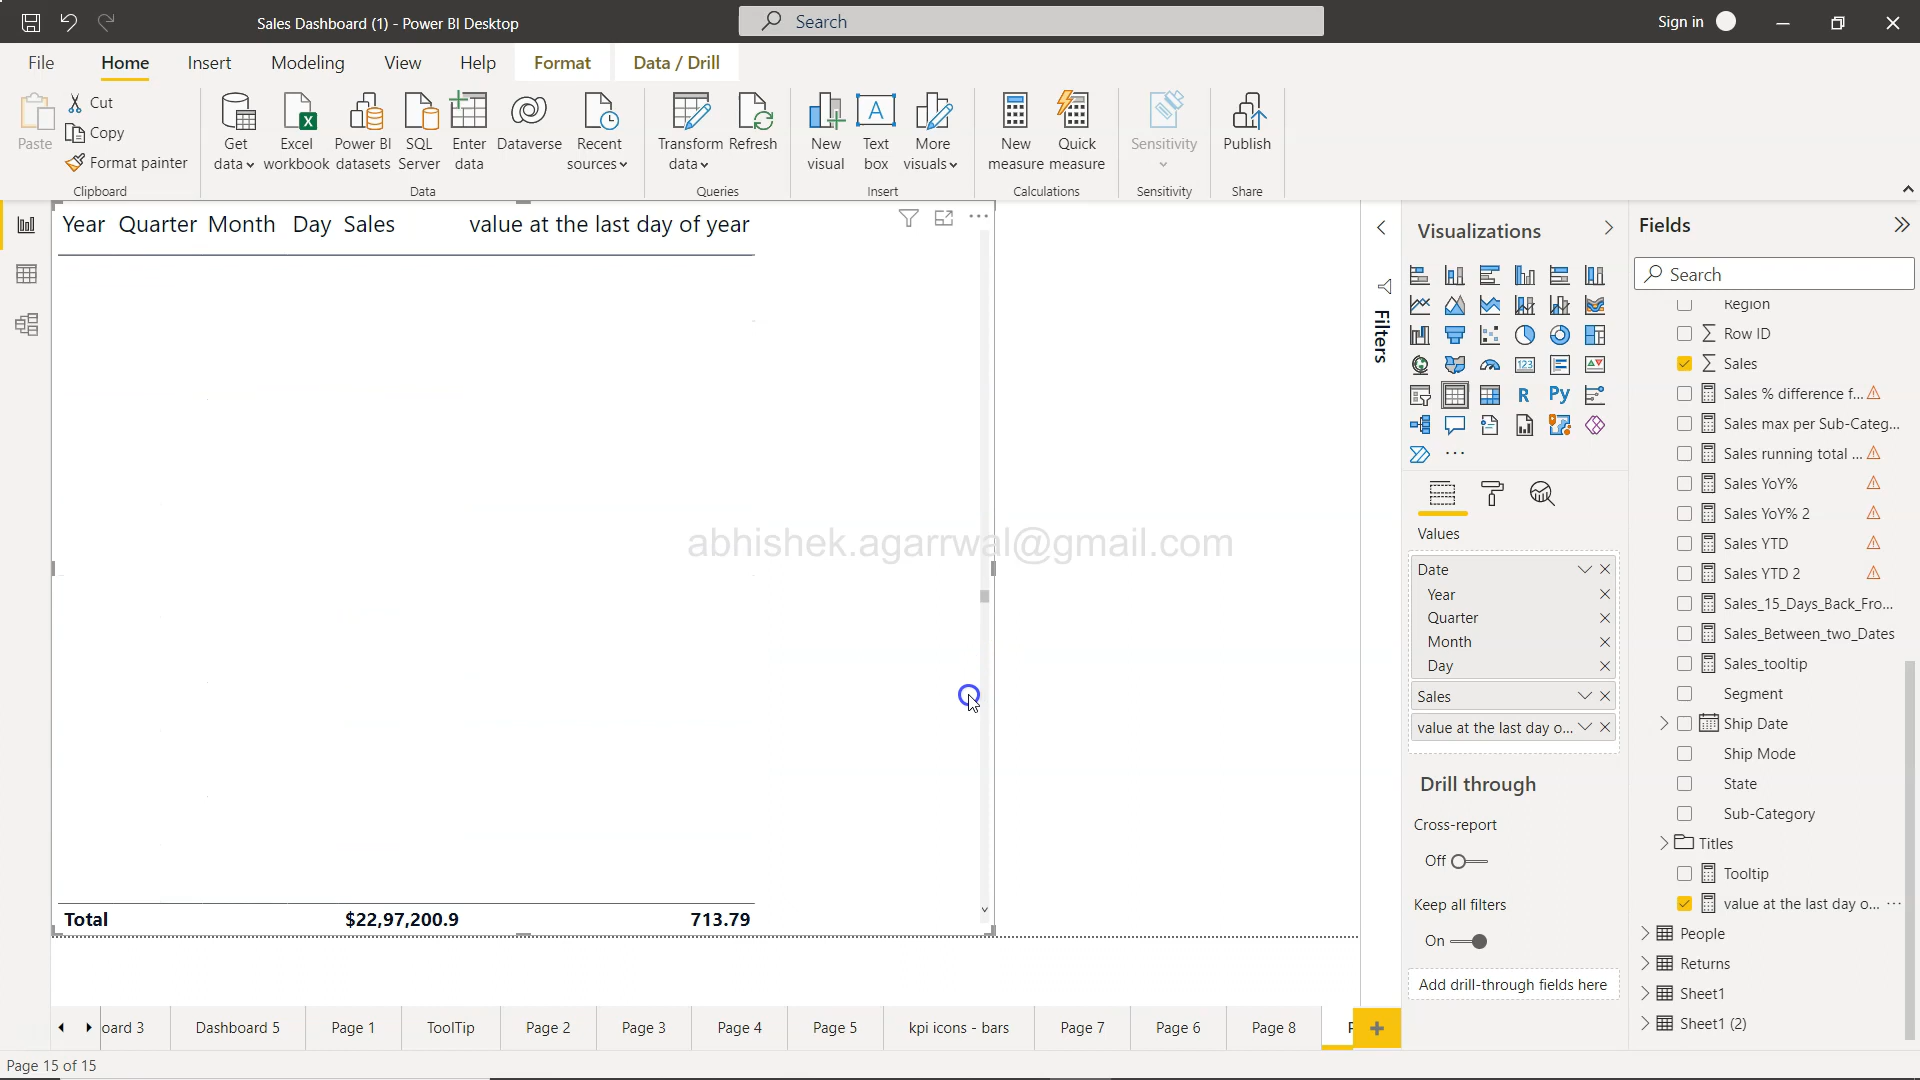 Sales Dashboard (1) - Power BI Desktop
Search
Sign in
File Home Insert Modeling View Help Format Data / Drill
Paste
Cut
Copy
Format painter
Clipboard
Get data
Excel workbook
Power BI datasets
SQL Server
Enter data
Dataverse
Recent sources
Data
Transform data
Refresh
Queries
New visual
Text box
More visuals
Insert
New measure
Quick measure
Calculations
Sensitivity
Sensitivity
Publish
Share
Year Quarter Month Day Sales value at the last day of year
abhishek.agarrwal@gmail.com
Total $22,97,200.9 713.79
Filters
Visualizations
123
R
Py
Values
Date
Year
Quarter
Month
Day
Sales
value at the last day o...
Drill through
Cross-report
Off
Keep all filters
On
Add drill-through fields here
Fields
Search
Region
Row ID
Sales
Sales % difference f...
Sales max per Sub-Categ...
Sales running total ...
Sales YoY%
Sales YoY% 2
Sales YTD
Sales YTD 2
Sales_15_Days_Back_Fro...
Sales_Between_two_Dates
Sales_tooltip
Segment
Ship Date
Ship Mode
State
Sub-Category
Titles
Tooltip
value at the last day o...
People
Returns
Sheet1
Sheet1 (2)
oard 3 Dashboard 5 Page 1 ToolTip Page 2 Page 3 Page 4 Page 5 kpi icons - bars Page 7 Page 6 Page 8
Page 15 of 15